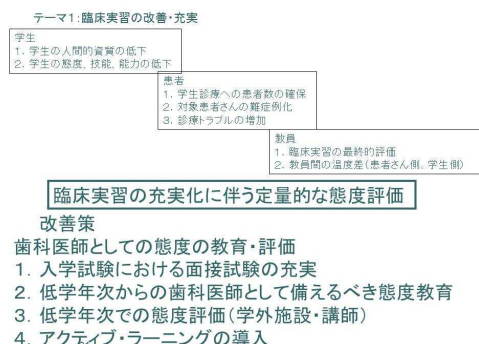 テーマ1：臨床実習の改善・充実
学生
1．学生の人間的資質の低下
2．学生の態度、技能、能力の低下
患者
1．学生診療への患者数の確保
2．対象患者さんの難症例化
3．診療トラブルの増加
教員
1．臨床実習の最終的評価
2．教員間の温度差（患者さん側、学生側）
臨床実習の充実化に伴う定量的な態度評価
改善策
歯科医師としての態度の教育・評価
1．入学試験における面接試験の充実
2．低学年次からの歯科医師として備えるべき態度教育
3．低学年次での態度評価（学外施設・講師）
4．アクティブ・ラーニングの導入